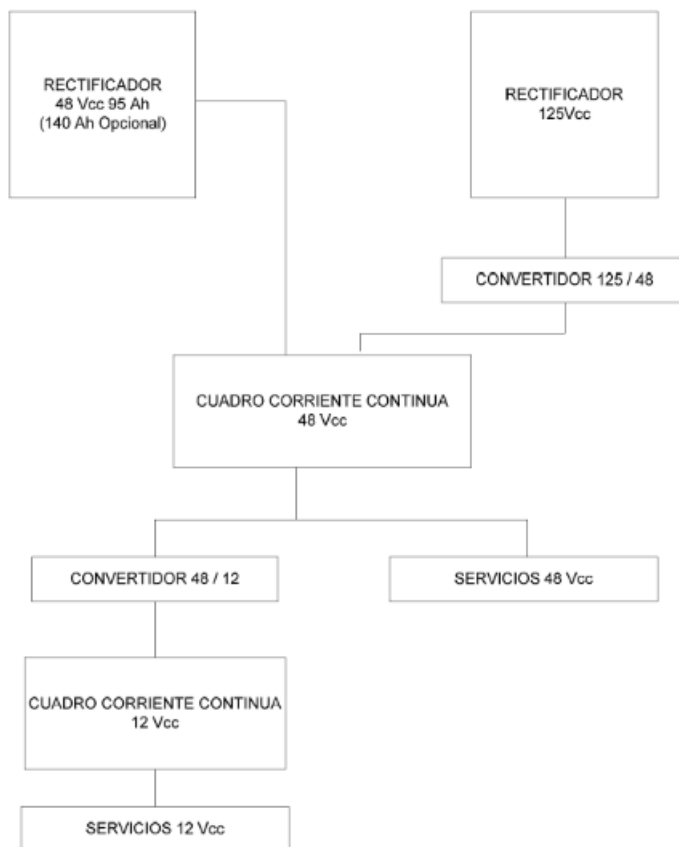 RECTIFICADOR
48 Vcc 95 Ah
(140 Ah Opcional)
RECTIFICADOR
125Vcc
CONVERTIDOR 125 / 48
CUADRO CORRIENTE CONTINUA
48 Vcc
CONVERTIDOR 48 / 12
SERVICIOS 48 Vcc
CUADRO CORRIENTE CONTINUA
12 Vcc
SERVICIOS 12 Vcc